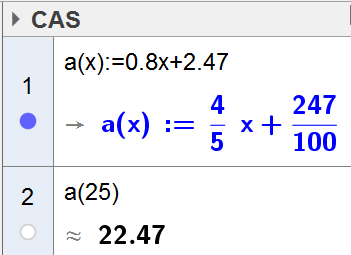 CAS
1
a(x):=0.8x+2.47
→ a(x) := 4/5 x + 247/100
2
a(25)
≈ 22.47